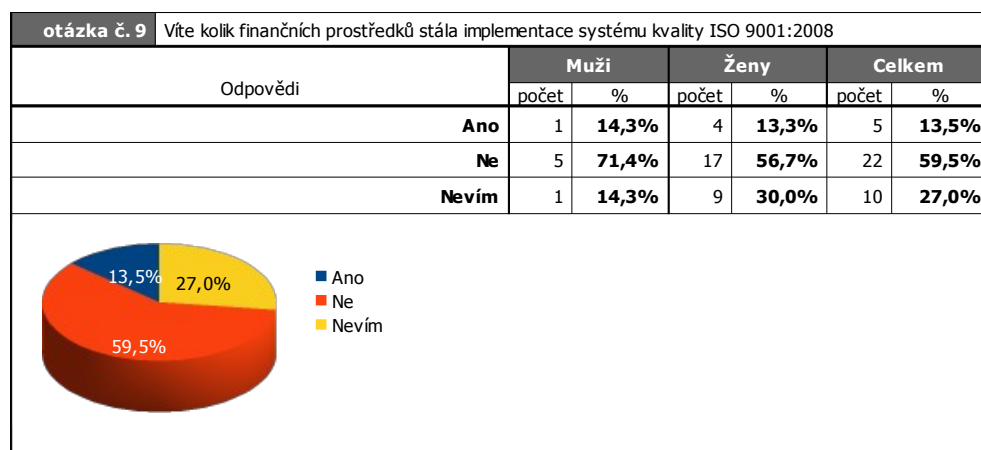 otázka č. 9 Víte kolik finančních prostředků stála implementace systému kvality ISO 9001:2008
Odpovědi Muži Ženy Celkem
počet % počet % počet %
Ano 1 14,3% 4 13,3% 5 13,5%
Ne 5 71,4% 17 56,7% 22 59,5%
Nevím 1 14,3% 9 30,0% 10 27,0%
13,5% 27,0%
59,5%
Ano
Ne
Nevím